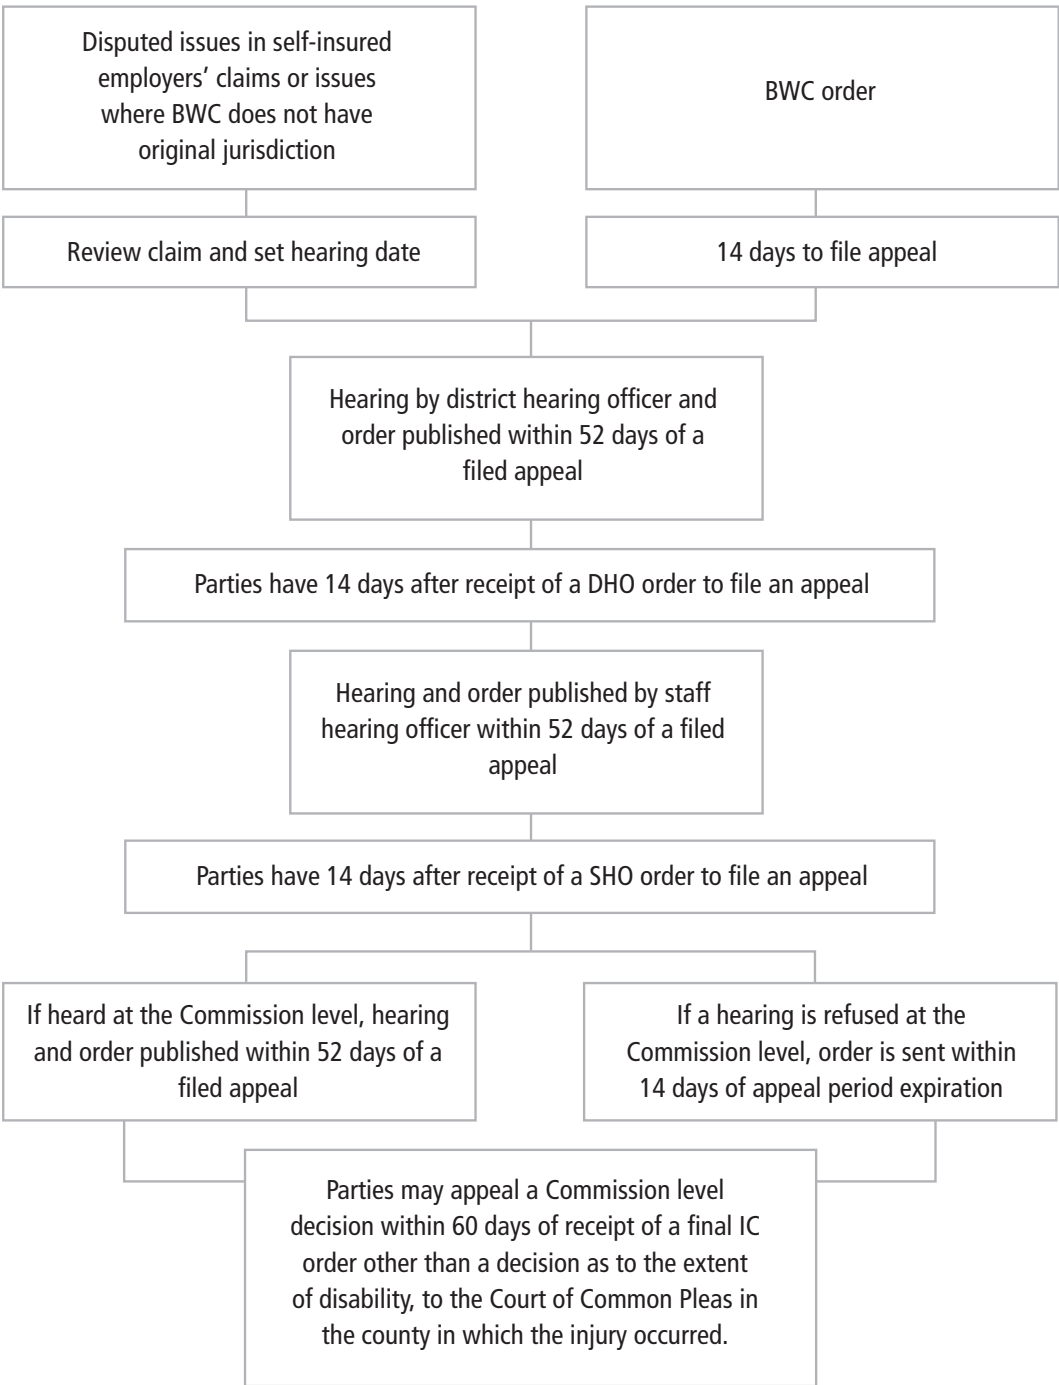 Disputed issues in self-insured
employers’ claims or issues
where BWC does not have
original jurisdiction
BWC order
Review claim and set hearing date
14 days to file appeal
Hearing by district hearing officer and
order published within 52 days of a
filed appeal
Parties have 14 days after receipt of a DHO order to file an appeal
Hearing and order published by staff
hearing officer within 52 days of a filed
appeal
Parties have 14 days after receipt of a SHO order to file an appeal
If heard at the Commission level, hearing
and order published within 52 days of a
filed appeal
If a hearing is refused at the
Commission level, order is sent within
14 days of appeal period expiration
Parties may appeal a Commission level
decision within 60 days of receipt of a final IC
order other than a decision as to the extent
of disability, to the Court of Common Pleas in
the county in which the injury occurred.